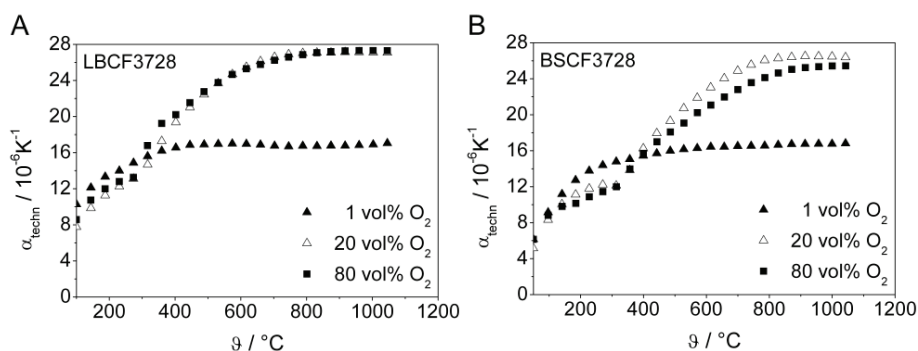 A
LBCF3728
28
24
20
16
12
8
4
0
α_techn / 10⁻⁶K⁻¹
▲ 1 vol% O₂
△ 20 vol% O₂
■ 80 vol% O₂
200 400 600 800 1000 1200
ϑ / °C
B
BSCF3728
28
24
20
16
12
8
4
0
α_techn / 10⁻⁶K⁻¹
▲ 1 vol% O₂
△ 20 vol% O₂
■ 80 vol% O₂
200 400 600 800 1000 1200
ϑ / °C